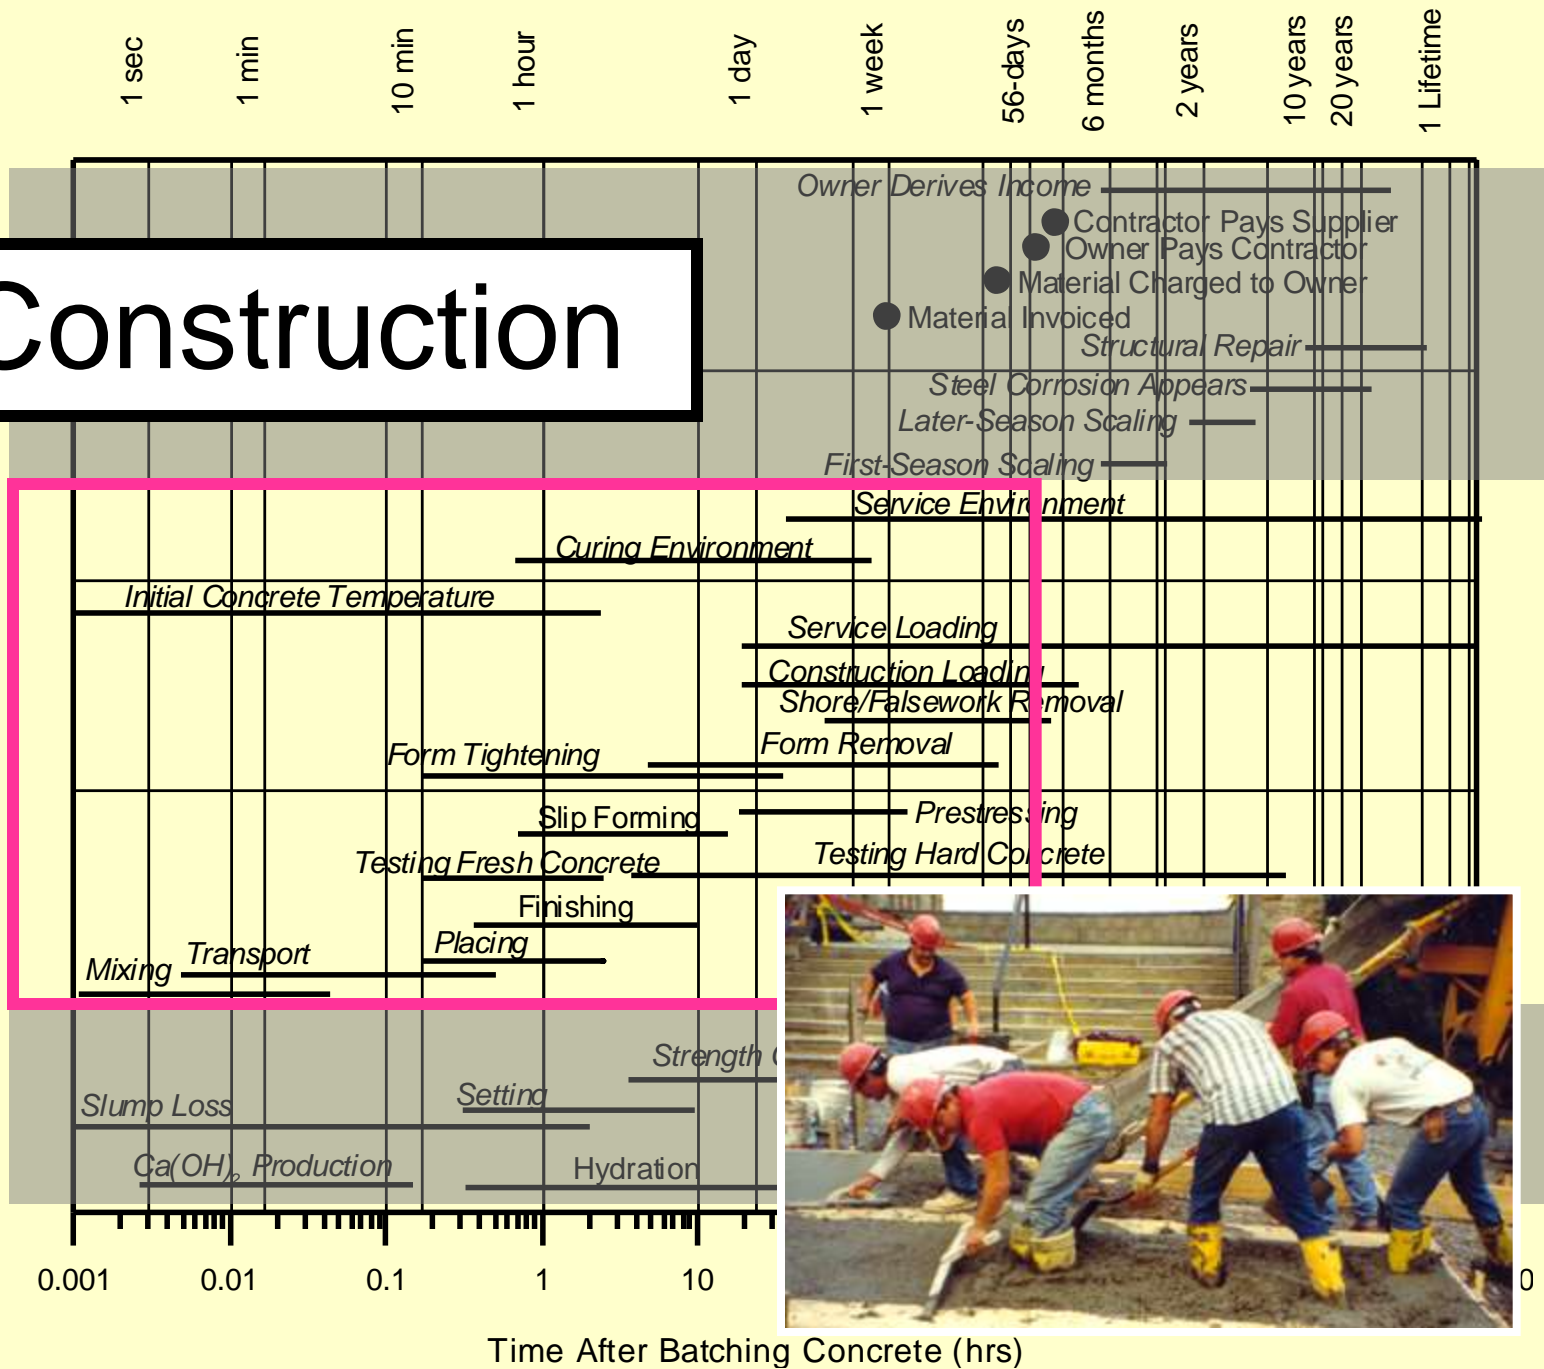 1 sec
1 min
10 min
1 hour
1 day
1 week
56-days
6 months
2 years
10 years
20 years
1 Lifetime
Owner Derives Income
Contractor Pays Supplier
Owner Pays Contractor
Material Charged to Owner
Material Invoiced
Construction
Structural Repair
Steel Corrosion Appears
Later-Season Scaling
First-Season Scaling
Service Environment
Curing Environment
Initial Concrete Temperature
Service Loading
Construction Loading
Shore/Falsework Removal
Form Removal
Form Tightening
Prestressing
Slip Forming
Testing Hard Concrete
Testing Fresh Concrete
Finishing
Placing
Transport
Mixing
Strength
Setting
Slump Loss
Ca(OH)₂ Production
Hydration
0.001 0.01 0.1 1 10
Time After Batching Concrete (hrs)